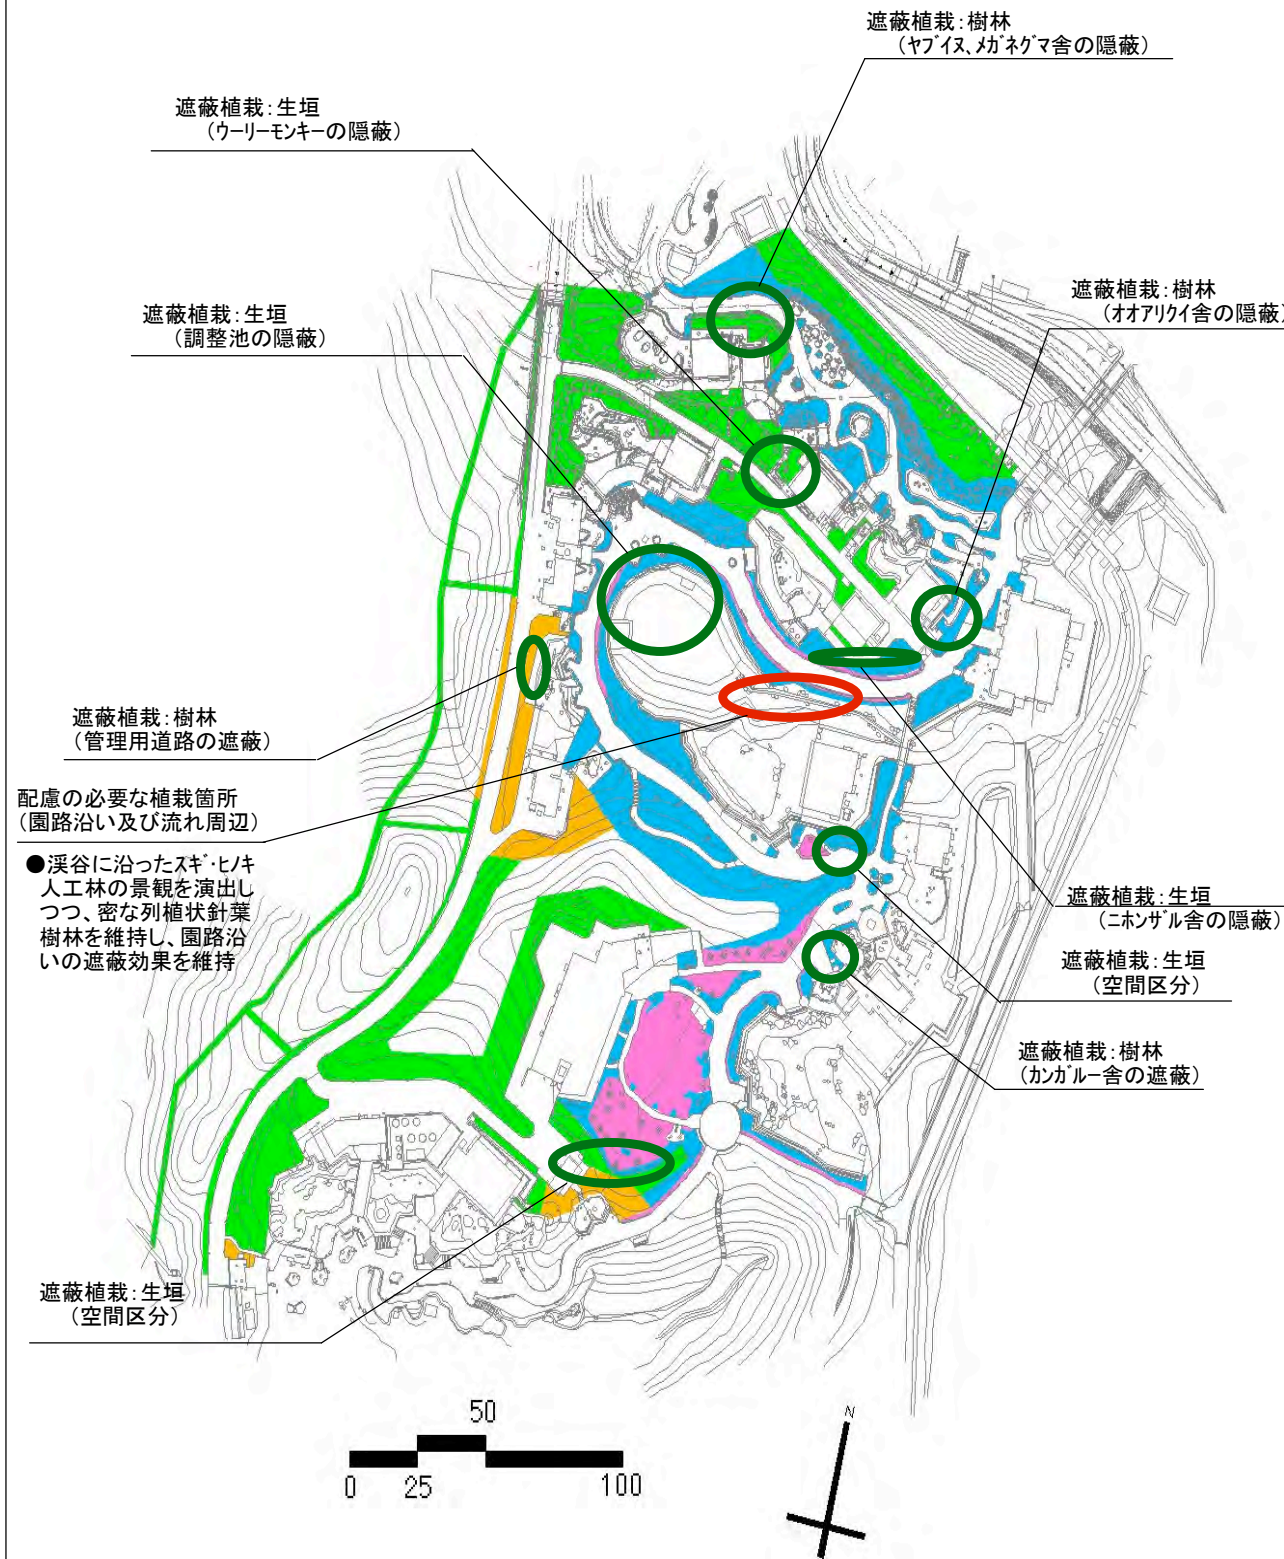 遮蔽植栽：樹林
（ヤブイヌ、メガネグマ舎の隠蔽）
遮蔽植栽：生垣
（ウーリーモンキーの隠蔽）
遮蔽植栽：樹林
（オオアリクイ舎の隠蔽）
遮蔽植栽：生垣
（調整池の隠蔽）
遮蔽植栽：樹林
（管理用道路の遮蔽）
配慮の必要な植栽箇所
（園路沿い及び流れ周辺）
●渓谷に沿ったスギ・ヒノキ
人工林の景観を演出し
つつ、密な列植状針葉
樹林を維持し、園路沿
いの遮蔽効果を維持
遮蔽植栽：生垣
（ニホンザル舎の隠蔽）
遮蔽植栽：生垣
（空間区分）
遮蔽植栽：樹林
（カンガルー舎の遮蔽）
遮蔽植栽：生垣
（空間区分）
50
0 25 100
N